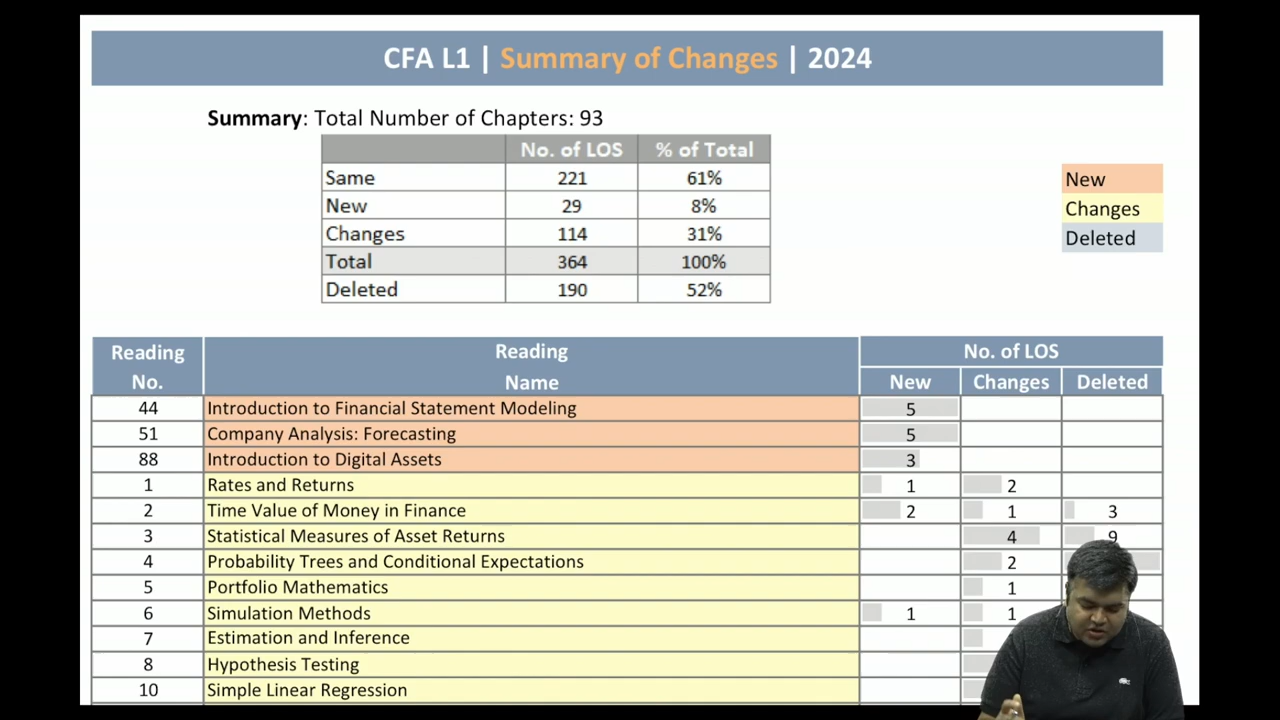 CFA L1 | Summary of Changes | 2024
Summary: Total Number of Chapters: 93
No. of LOS % of Total
Same 221 61%
New 29 8%
Changes 114 31%
Total 364 100%
Deleted 190 52%
New
Changes
Deleted
Reading No. Reading Name No. of LOS
New Changes Deleted
44 Introduction to Financial Statement Modeling 5
51 Company Analysis: Forecasting 5
88 Introduction to Digital Assets 3
1 Rates and Returns 1 2
2 Time Value of Money in Finance 2 1 3
3 Statistical Measures of Asset Returns 4 9
4 Probability Trees and Conditional Expectations 2
5 Portfolio Mathematics 1
6 Simulation Methods 1 1
7 Estimation and Inference
8 Hypothesis Testing
10 Simple Linear Regression